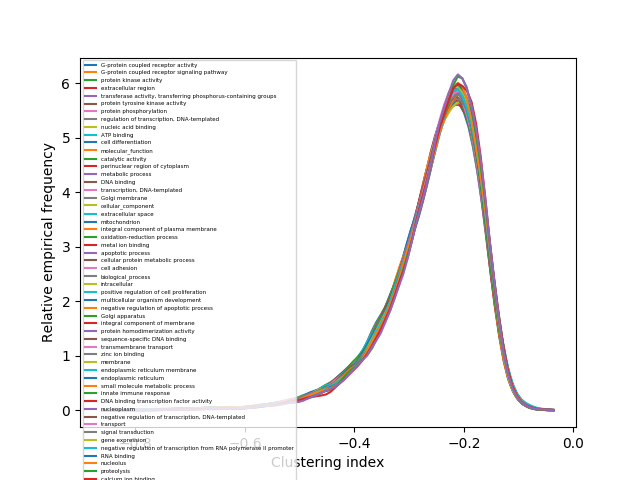 G-protein coupled receptor activity
G-protein coupled receptor signaling pathway
protein kinase activity
extracellular region
transferase activity, transferring phosphorus-containing groups
protein tyrosine kinase activity
protein phosphorylation
regulation of transcription, DNA-templated
nucleic acid binding
ATP binding
cell differentiation
molecular_function
catalytic activity
perinuclear region of cytoplasm
metabolic process
DNA binding
transcription, DNA-templated
Golgi membrane
cellular_component
extracellular space
mitochondrion
integral component of plasma membrane
oxidation-reduction process
metal ion binding
apoptotic process
cellular protein metabolic process
cell adhesion
biological_process
intracellular
positive regulation of cell proliferation
multicellular organism development
negative regulation of apoptotic process
Golgi apparatus
integral component of membrane
protein homodimerization activity
sequence-specific DNA binding
transmembrane transport
zinc ion binding
membrane
endoplasmic reticulum membrane
endoplasmic reticulum
small molecule metabolic process
innate immune response
DNA binding transcription factor activity
nucleoplasm
negative regulation of transcription, DNA-templated
transport
signal transduction
gene expression
negative regulation of transcription from RNA polymerase II promoter
RNA binding
nucleolus
proteolysis
calcium ion binding
Relative empirical frequency
6
5
4
3
2
1
0
−0.8 −0.6 −0.4 −0.2 0.0
Clustering index